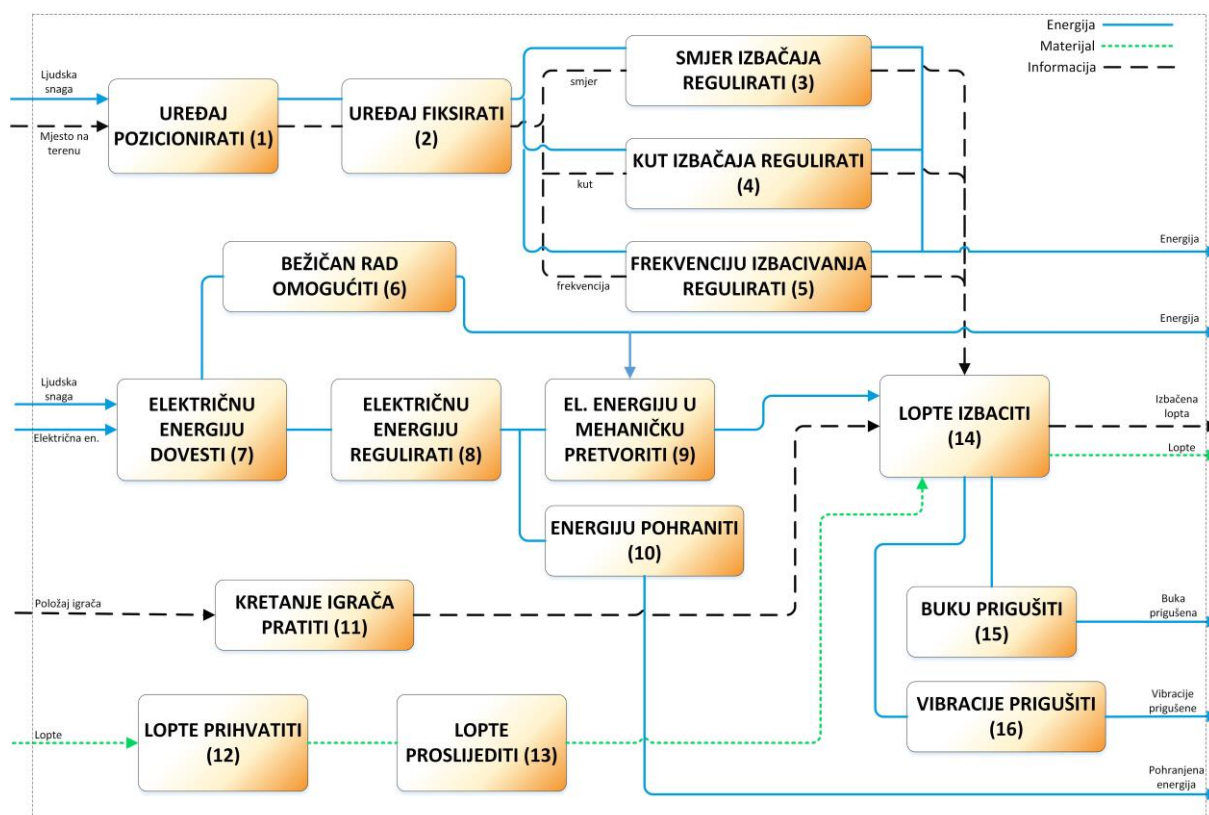 Energija
Materijal
Informacija
Ljudska
snaga
Mjesto na
terenu
UREĐAJ
POZICIONIRATI (1)
UREĐAJ FIKSIRATI
(2)
smjer
SMJER IZBAČAJA
REGULIRATI (3)
kut
KUT IZBAČAJA REGULIRATI
(4)
frekvencija
FREKVENCIJU IZBACIVANJA
REGULIRATI (5)
Energija
BEŽIČAN RAD
OMOGUĆITI (6)
Energija
Ljudska
snaga
Električna en.
ELEKTRIČNU
ENERGIJU
DOVESTI (7)
ELEKTRIČNU
ENERGIJU
REGULIRATI (8)
EL. ENERGIJU U
MEHANIČKU
PRETVORITI (9)
LOPTE IZBACITI
(14)
Izbačena
lopta
Lopte
ENERGIJU POHRANITI
(10)
Položaj igrača
KRETANJE IGRAČA
PRATITI (11)
BUKU PRIGUŠITI
(15)
Buka
prigušena
Lopte
LOPTE PRIHVATITI
(12)
LOPTE
PROSLIJEDITI (13)
VIBRACIJE PRIGUŠITI
(16)
Vibracije
prigušene
Pohranjena
energija